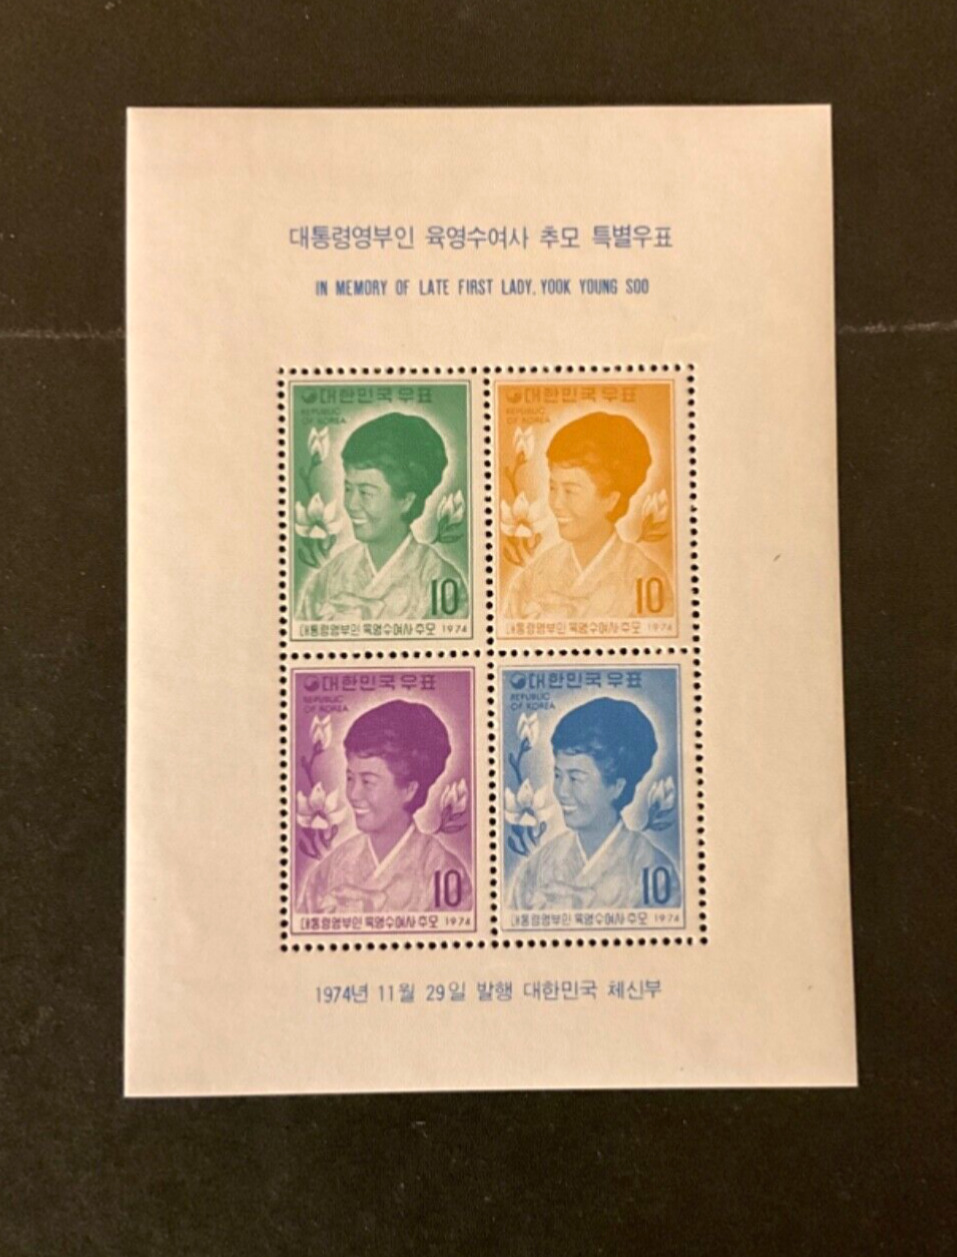 대통령영부인 육영수여사 추모 특별우표
IN MEMORY OF LATE FIRST LADY, YOOK YOUNG SOO
대한민국우표
REPUBLIC
OF KOREA
10
대통령영부인 육영수여사 추모 1974
대한민국우표
REPUBLIC
OF KOREA
10
대통령영부인 육영수여사 추모 1974
대한민국우표
REPUBLIC
OF KOREA
10
대통령영부인 육영수여사 추모 1974
대한민국우표
REPUBLIC
OF KOREA
10
대통령영부인 육영수여사 추모 1974
1974년 11월 29일 발행 대한민국 체신부